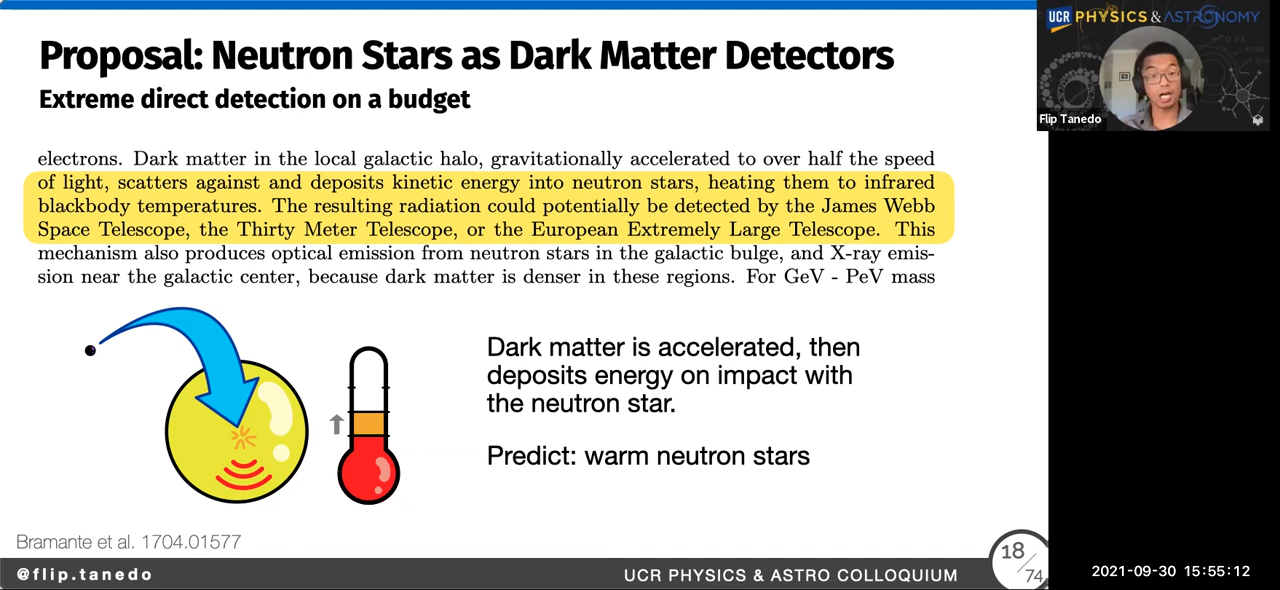 Proposal: Neutron Stars as Dark Matter Detectors
Extreme direct detection on a budget
electrons. Dark matter in the local galactic halo, gravitationally accelerated to over half the speed
of light, scatters against and deposits kinetic energy into neutron stars, heating them to infrared
blackbody temperatures. The resulting radiation could potentially be detected by the James Webb
Space Telescope, the Thirty Meter Telescope, or the European Extremely Large Telescope. This
mechanism also produces optical emission from neutron stars in the galactic bulge, and X-ray emis-
sion near the galactic center, because dark matter is denser in these regions. For GeV - PeV mass
Dark matter is accelerated, then
deposits energy on impact with
the neutron star.
Predict: warm neutron stars
Bramante et al. 1704.01577
@flip.tanedo
UCR PHYSICS & ASTRO COLLOQUIUM
18/74
UCR PHYSICS & ASTRONOMY
Flip Tanedo
2021-09-30 15:55:12